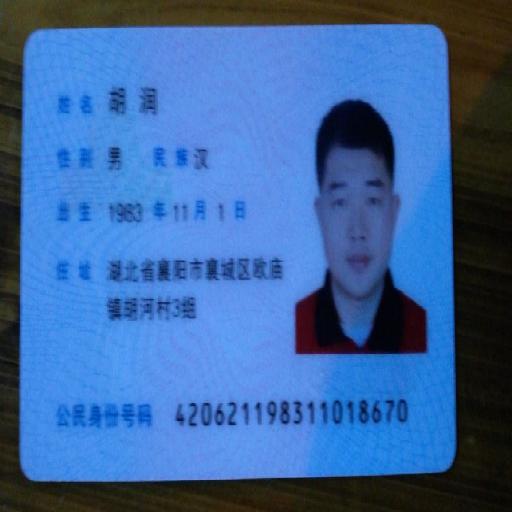 姓名 胡润
性别 男 民族 汉
出生 1983 年 11 月 1 日
住址 湖北省襄阳市襄城区欧庙
镇胡河村3组
公民身份号码 420621198311018670